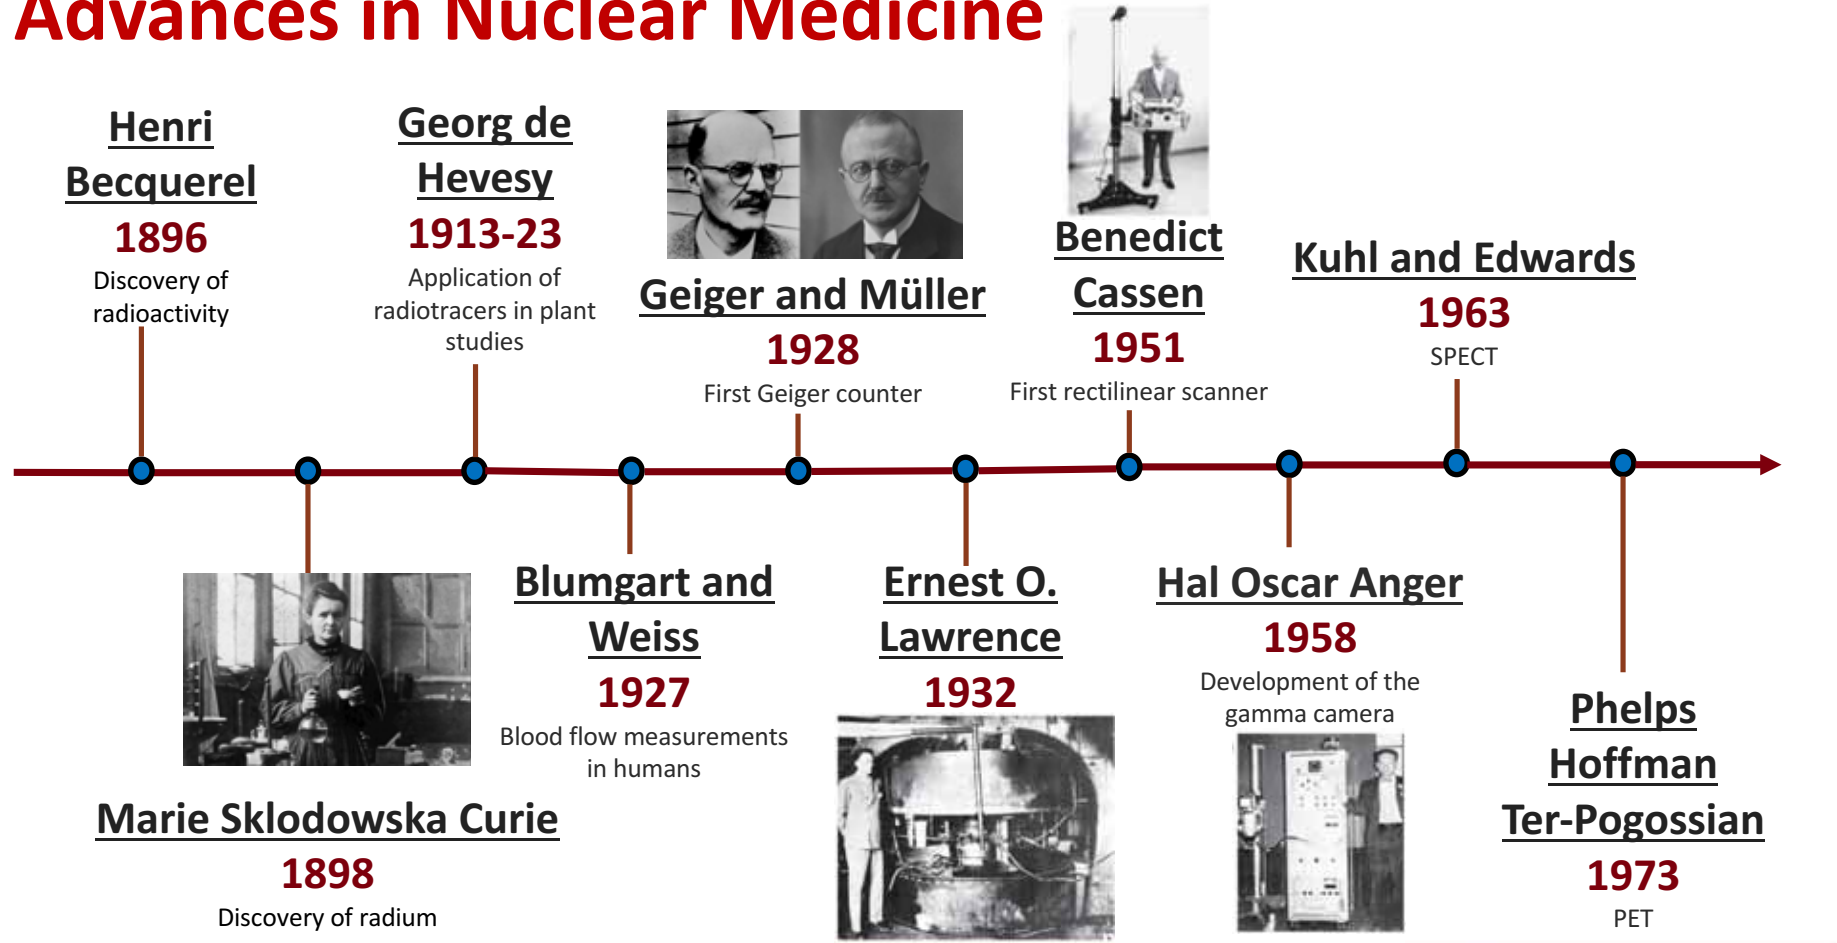 Advances in Nuclear Medicine
Henri
Becquerel
1896
Discovery of
radioactivity
Marie Sklodowska Curie
1898
Discovery of radium
Georg de
Hevesy
1913-23
Application of
radiotracers in plant
studies
Blumgart and
Weiss
1927
Blood flow measurements
in humans
Geiger and Müller
1928
First Geiger counter
Ernest O.
Lawrence
1932
Benedict
Cassen
1951
First rectilinear scanner
Hal Oscar Anger
1958
Development of the
gamma camera
Kuhl and Edwards
1963
SPECT
Phelps
Hoffman
Ter-Pogossian
1973
PET